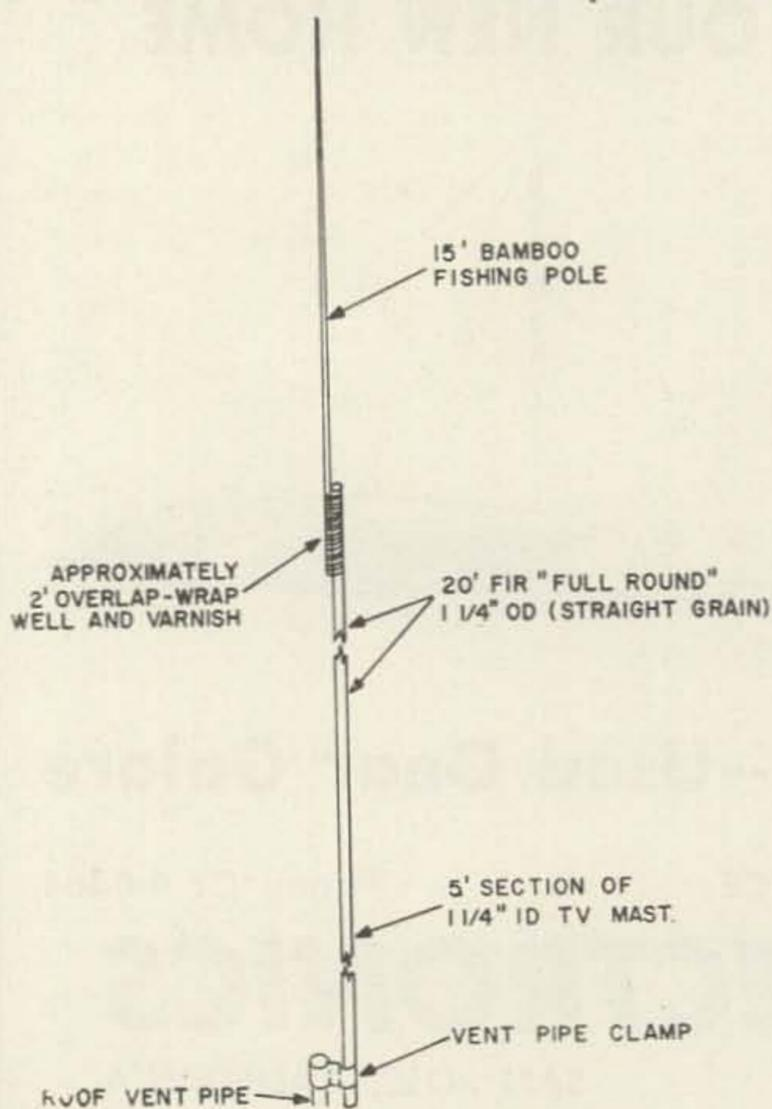 15' BAMBOO
FISHING POLE
APPROXIMATELY
2' OVERLAP-WRAP
WELL AND VARNISH
20' FIR "FULL ROUND"
1 1/4" OD (STRAIGHT GRAIN)
5' SECTION OF
1 1/4" ID TV MAST.
VENT PIPE CLAMP
ROOF VENT PIPE